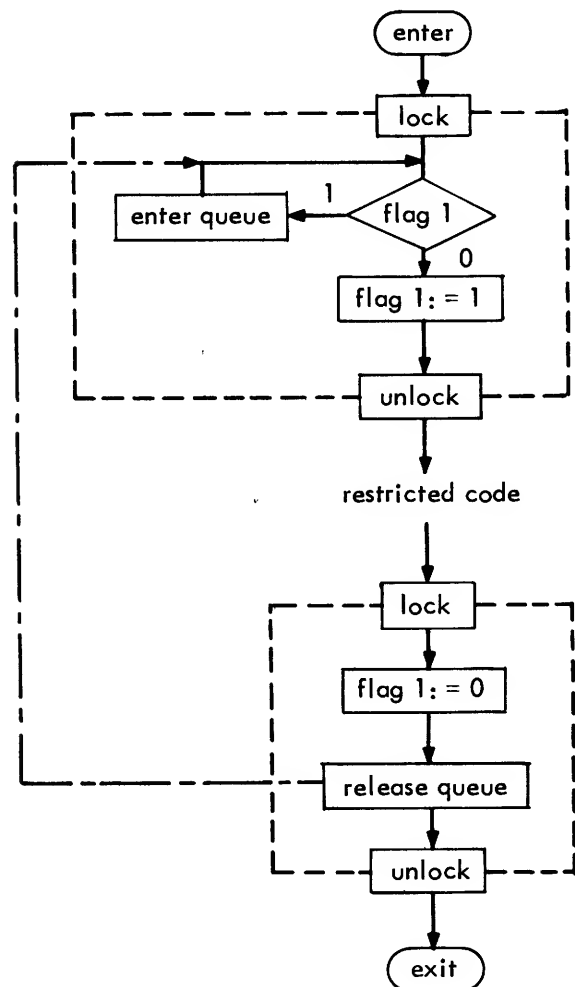 enter
lock
1
enter queue
flag 1
0
flag 1: = 1
unlock
restricted code
lock
flag 1: = 0
release queue
unlock
exit